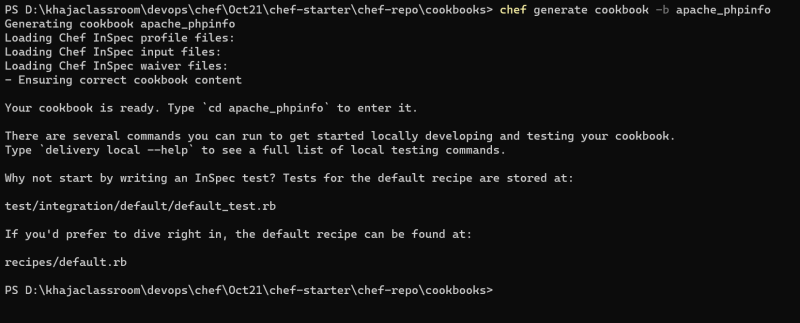 PS D:\khajaclassroom\devops\chef\Oct21\chef-starter\chef-repo\cookbooks> chef generate cookbook -b apache_phpinfo
Generating cookbook apache_phpinfo
Loading Chef InSpec profile files:
Loading Chef InSpec input files:
Loading Chef InSpec waiver files:
- Ensuring correct cookbook content
Your cookbook is ready. Type `cd apache_phpinfo` to enter it.
There are several commands you can run to get started locally developing and testing your cookbook.
Type `delivery local --help` to see a full list of local testing commands.
Why not start by writing an InSpec test? Tests for the default recipe are stored at:
test/integration/default/default_test.rb
If you'd prefer to dive right in, the default recipe can be found at:
recipes/default.rb
PS D:\khajaclassroom\devops\chef\Oct21\chef-starter\chef-repo\cookbooks>